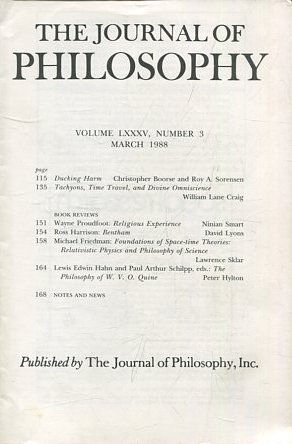 THE JOURNAL OF
PHILOSOPHY
VOLUME LXXXV, NUMBER 3
MARCH 1988
page
115 Ducking Harm Christopher Boorse and Roy A. Sorensen
135 Tachyons, Time Travel, and Divine Omniscience
William Lane Craig
BOOK REVIEWS
151 Wayne Proudfoot: Religious Experience Ninian Smart
154 Ross Harrison: Bentham David Lyons
158 Michael Friedman: Foundations of Space-time Theories:
Relativistic Physics and Philosophy of Science
Lawrence Sklar
164 Lewis Edwin Hahn and Paul Arthur Schilpp, eds.: The
Philosophy of W. V. O. Quine Peter Hylton
168 NOTES AND NEWS
Published by The Journal of Philosophy, Inc.